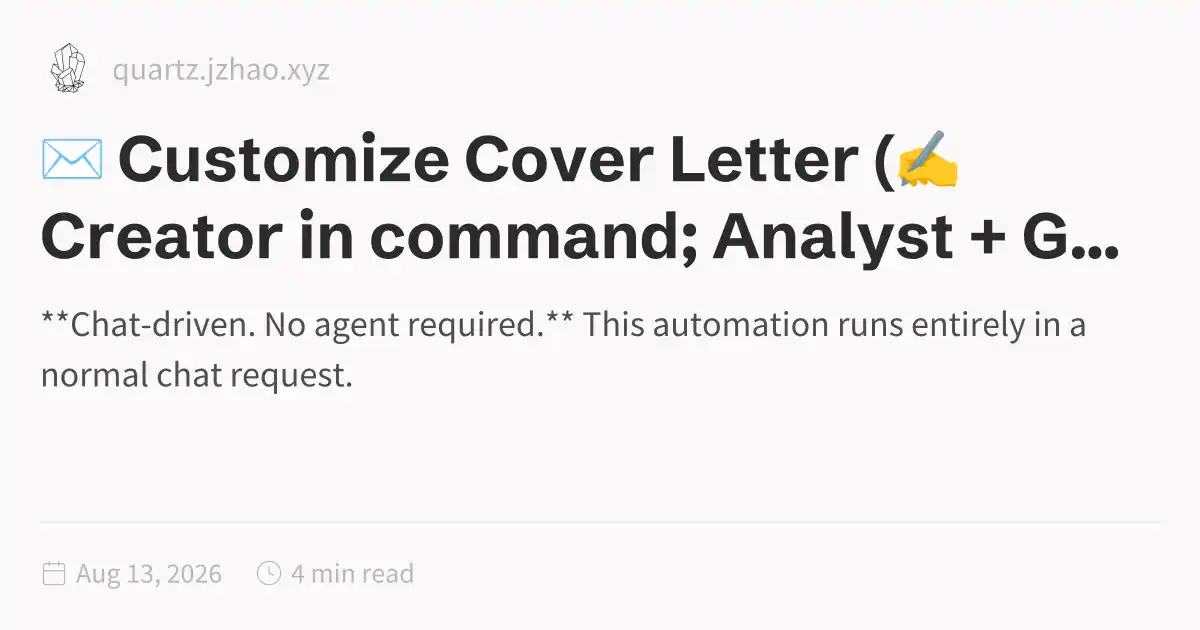 quartz.jzhao.xyz
✉️ Customize Cover Letter (✍️
Creator in command; Analyst + G...
**Chat-driven. No agent required.** This automation runs entirely in a
normal chat request.
Aug 13, 2026 4 min read